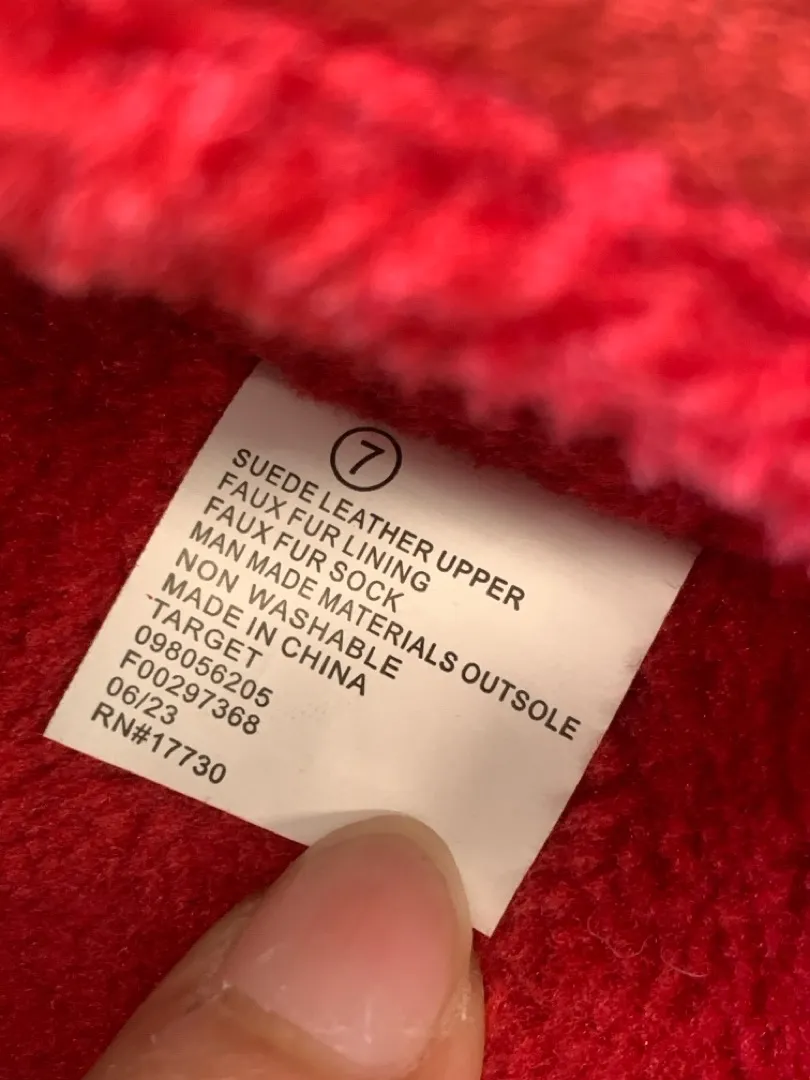 7
SUEDE LEATHER UPPER
FAUX FUR LINING
FAUX FUR SOCK
MAN MADE MATERIALS OUTSOLE
NON WASHABLE
MADE IN CHINA
TARGET
098056205
F00297368
06/23
RN#17730